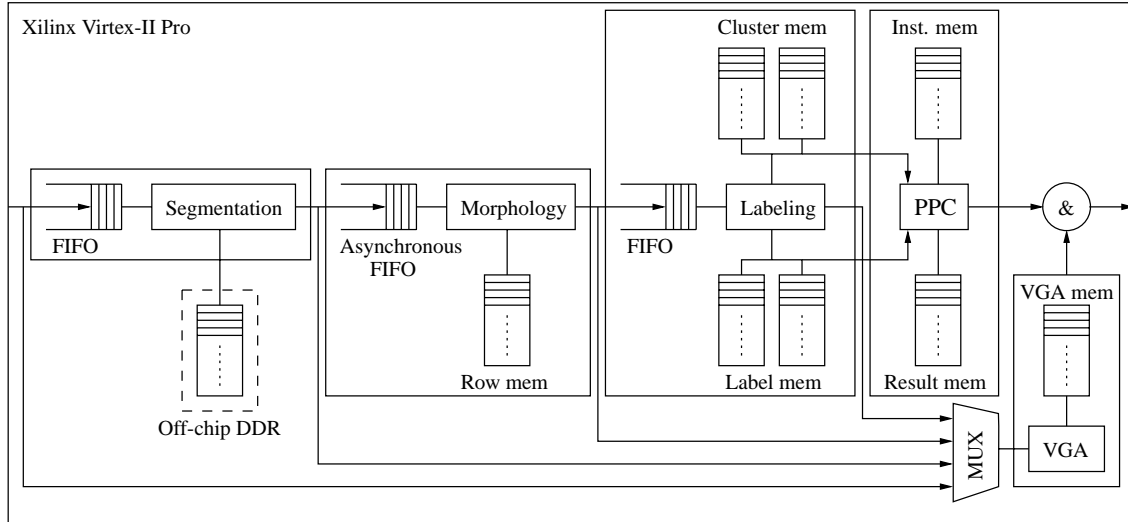 Xilinx Virtex-II Pro
Cluster mem
Inst. mem
FIFO
Segmentation
Asynchronous
FIFO
Morphology
FIFO
Labeling
PPC
&
Off-chip DDR
Row mem
Label mem
Result mem
VGA mem
MUX
VGA